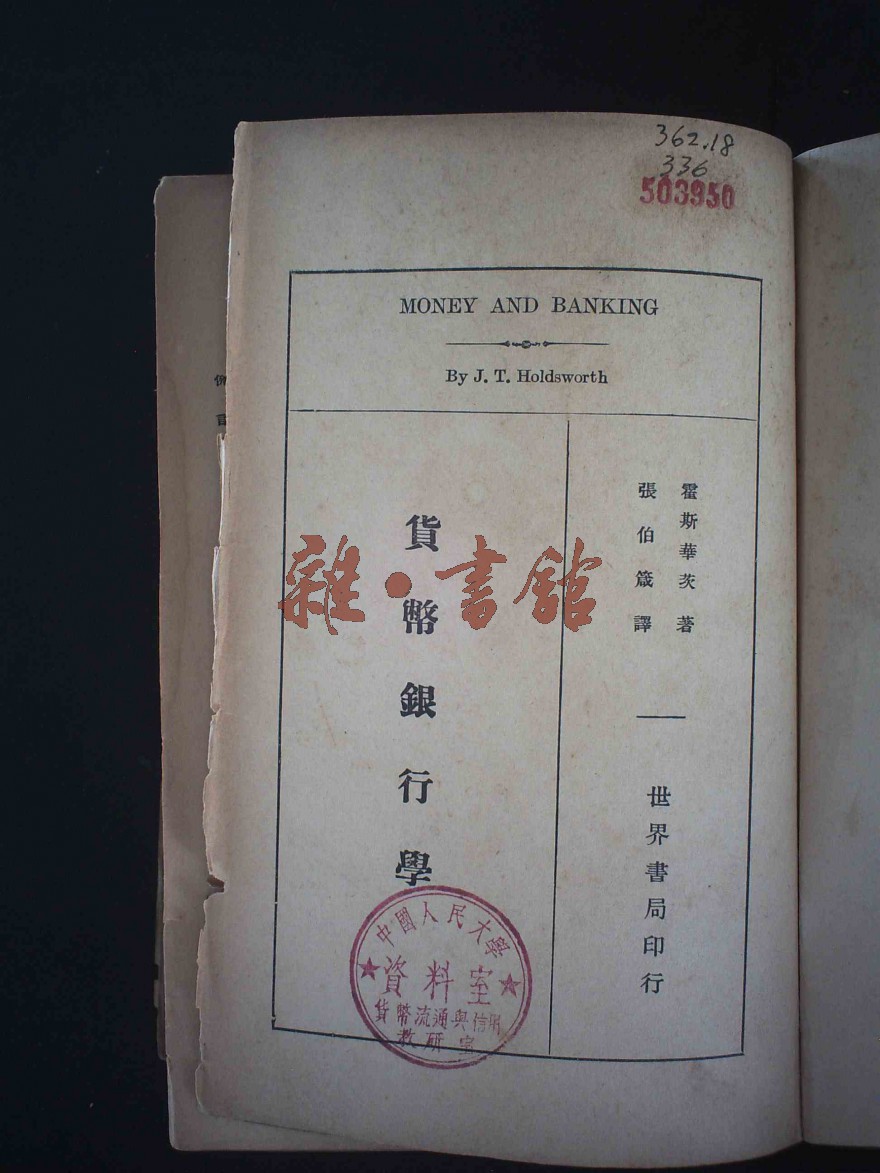 362.18
336
503950
MONEY AND BANKING
By J. T. Holdsworth
霍斯華茨 著
張伯箴 譯
世界書局印行
貨幣銀行學
雜·書館
中國人民大學
資料室
貨幣流通與信用
教研室